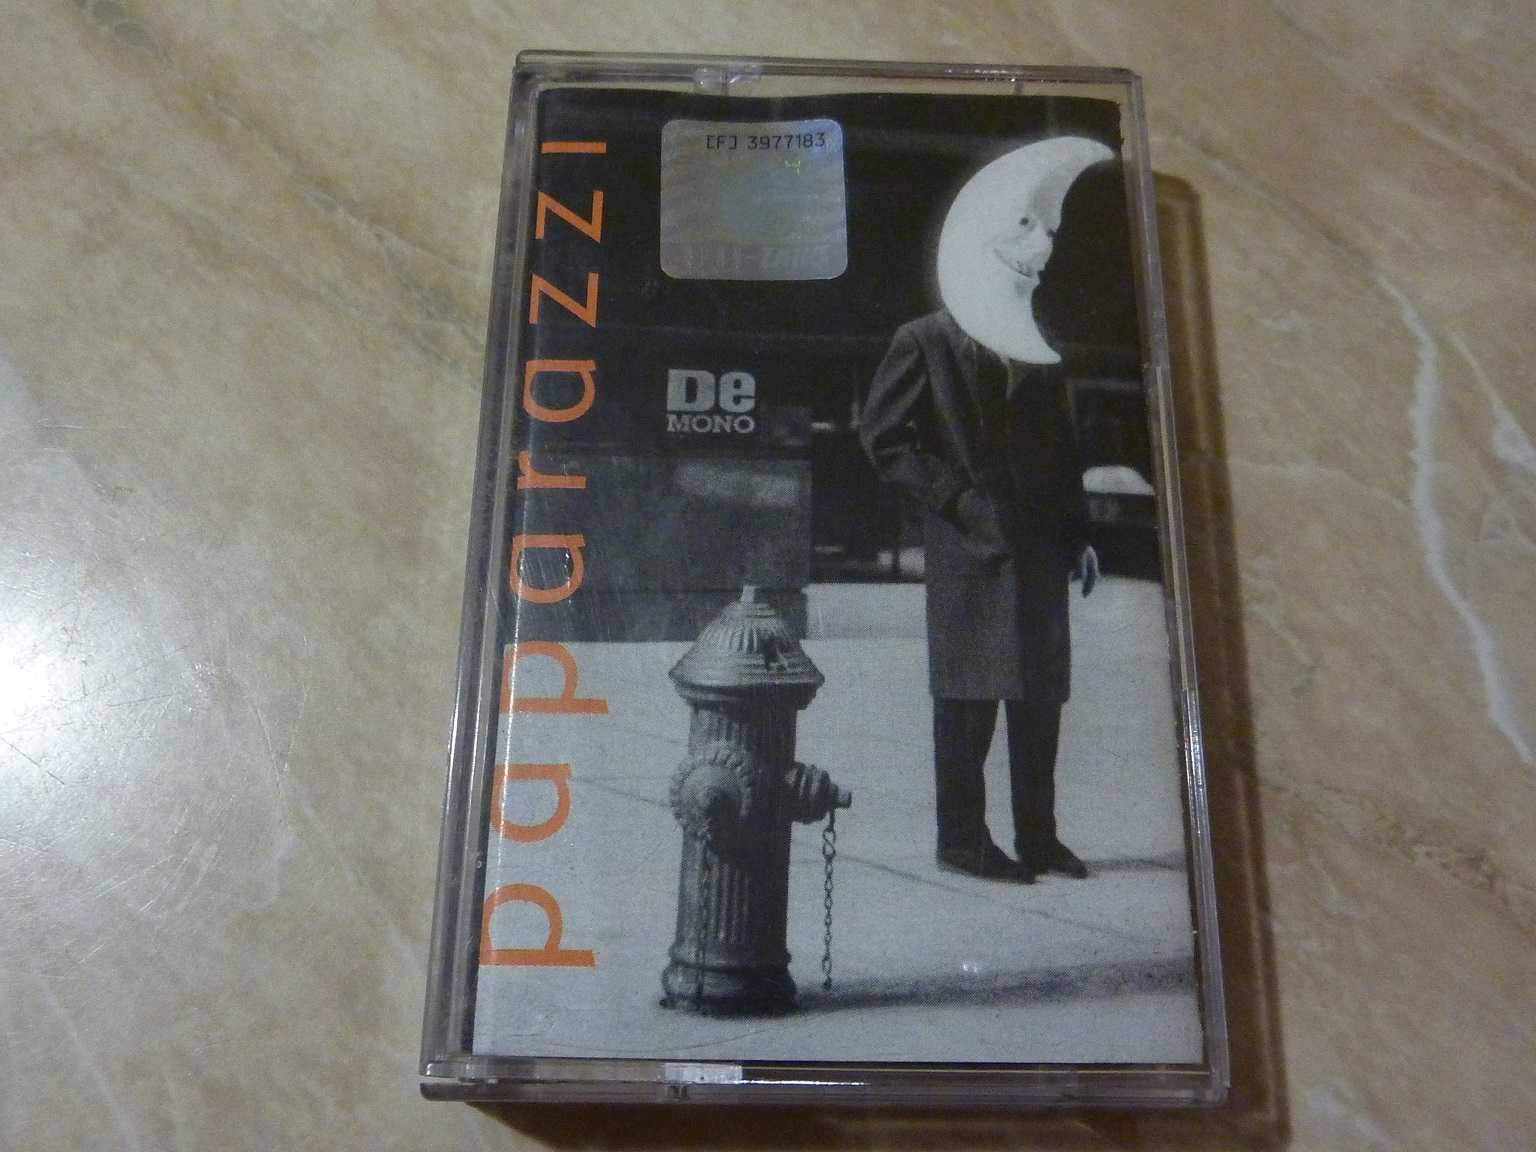 [F] 3977183
paparazzi
De
MONO